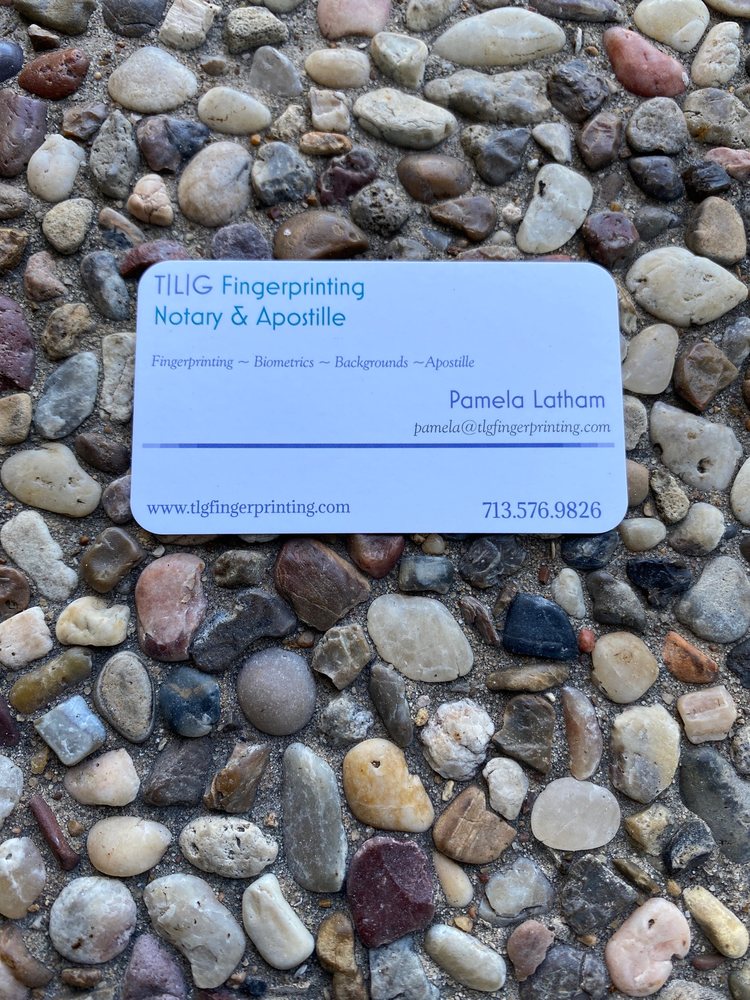 T|L|G Fingerprinting
Notary & Apostille
Fingerprinting ~ Biometrics ~ Backgrounds ~Apostille
Pamela Latham
pamela@tlgfingerprinting.com
www.tlgfingerprinting.com 713.576.9826